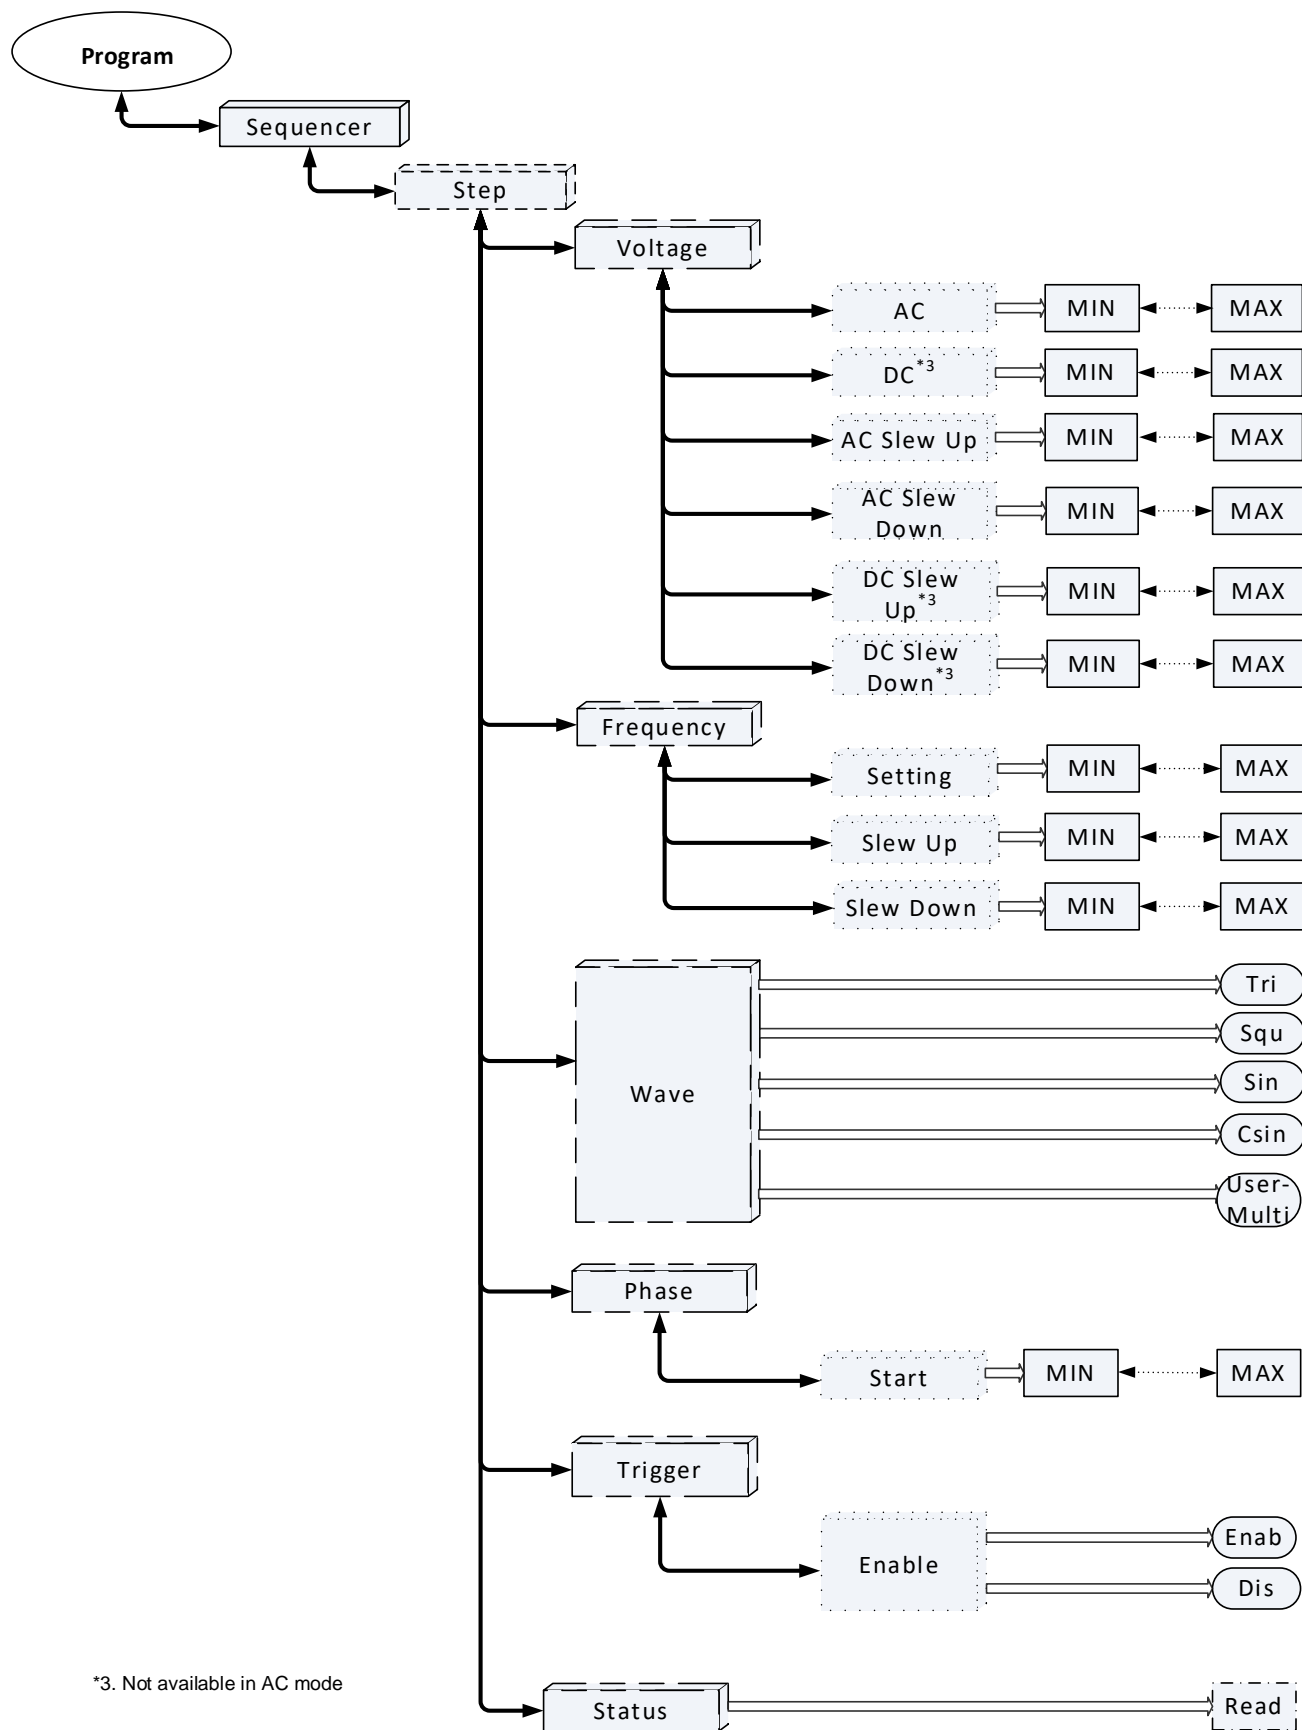 Program
Sequencer
Step
Voltage
AC
MIN
MAX
DC*3
MIN
MAX
AC Slew Up
MIN
MAX
AC Slew
Down
MIN
MAX
DC Slew
Up*3
MIN
MAX
DC Slew
Down*3
MIN
MAX
Frequency
Setting
MIN
MAX
Slew Up
MIN
MAX
Slew Down
MIN
MAX
Wave
Tri
Squ
Sin
Csin
User-
Multi
Phase
Start
MIN
MAX
Trigger
Enable
Enab
Dis
*3. Not available in AC mode
Status
Read